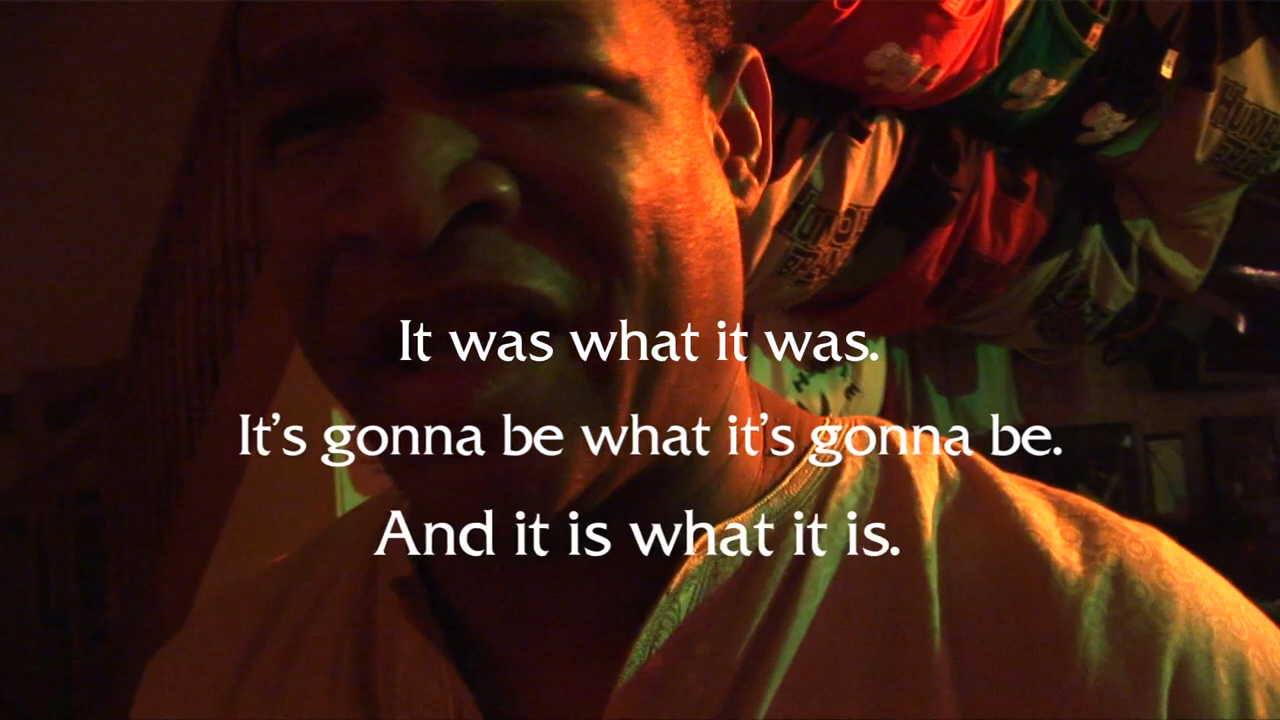 It was what it was.
It's gonna be what it's gonna be.
And it is what it is.